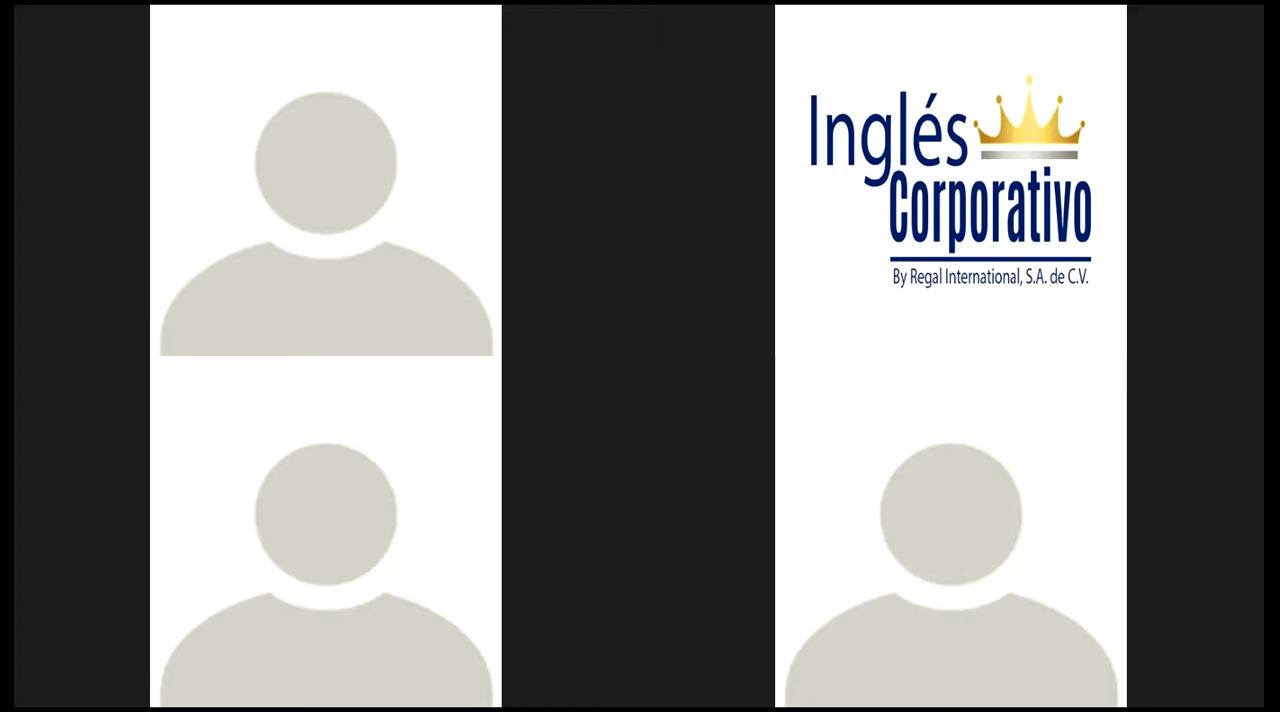 Inglés
Corporativo
By Regal International, S.A. de C.V.